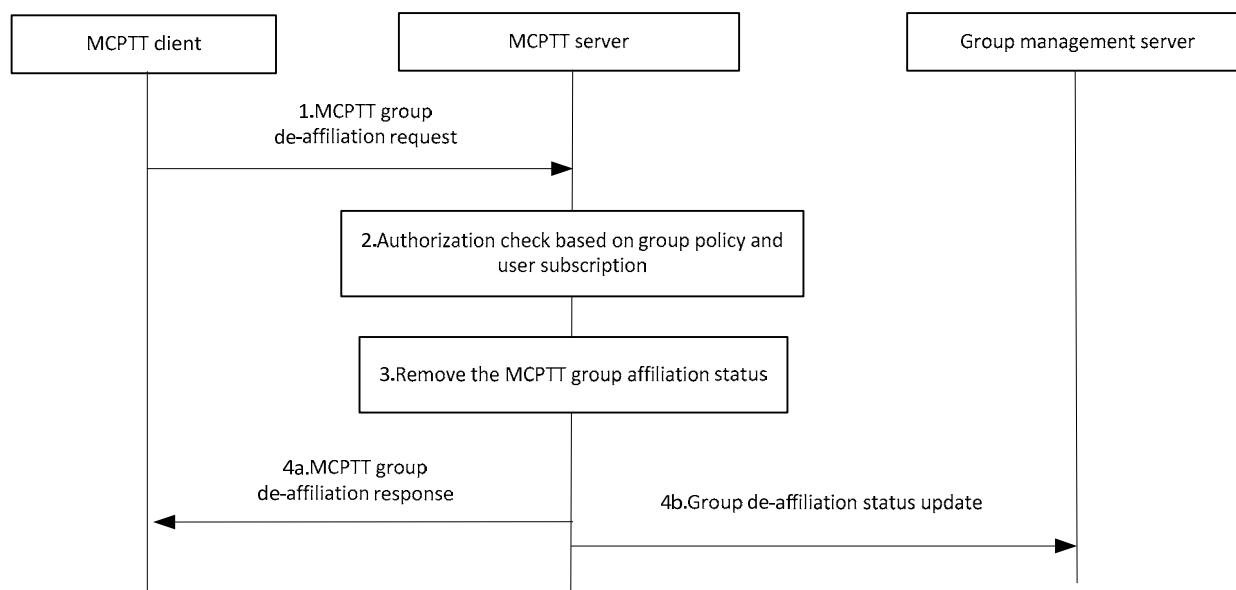 MCPTT client
MCPTT server
Group management server
1.MCPTT group
de-affiliation request
2.Authorization check based on group policy and
user subscription
3.Remove the MCPTT group affiliation status
4a.MCPTT group
de-affiliation response
4b.Group de-affiliation status update